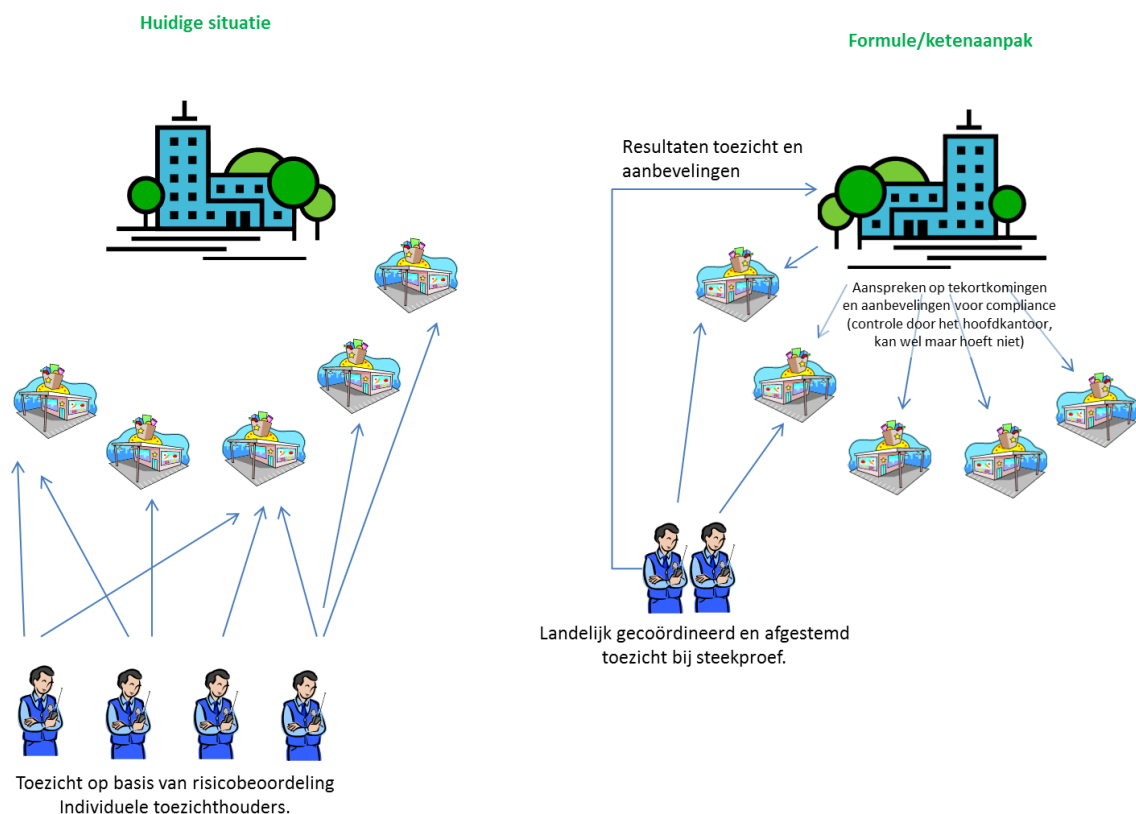 Huidige situatie
Formule/ketenaanpak
Resultaten toezicht en
aanbevelingen
Aanspreken op tekortkomingen
en aanbevelingen voor compliance
(controle door het hoofdkantoor,
kan wel maar hoeft niet)
Landelijk gecoördineerd en afgestemd
toezicht bij steekproef.
Toezicht op basis van risicobeoordeling
Individuele toezichthouders.